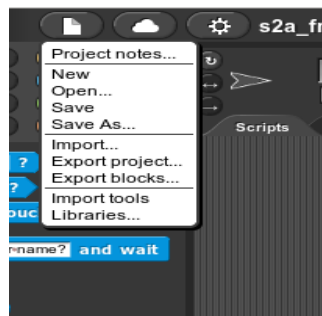 s2a_fr
Project notes...
New
Open...
Save
Save As...
Import...
Export project...
Export blocks...
Import tools
Libraries...
Scripts
?
?
ouc
name? and wait